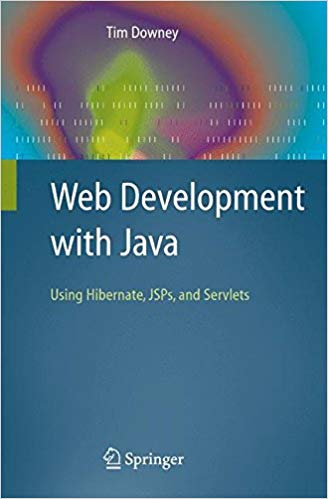 Tim Downey
Web Development
with Java
Using Hibernate, JSPs, and Servlets
Springer